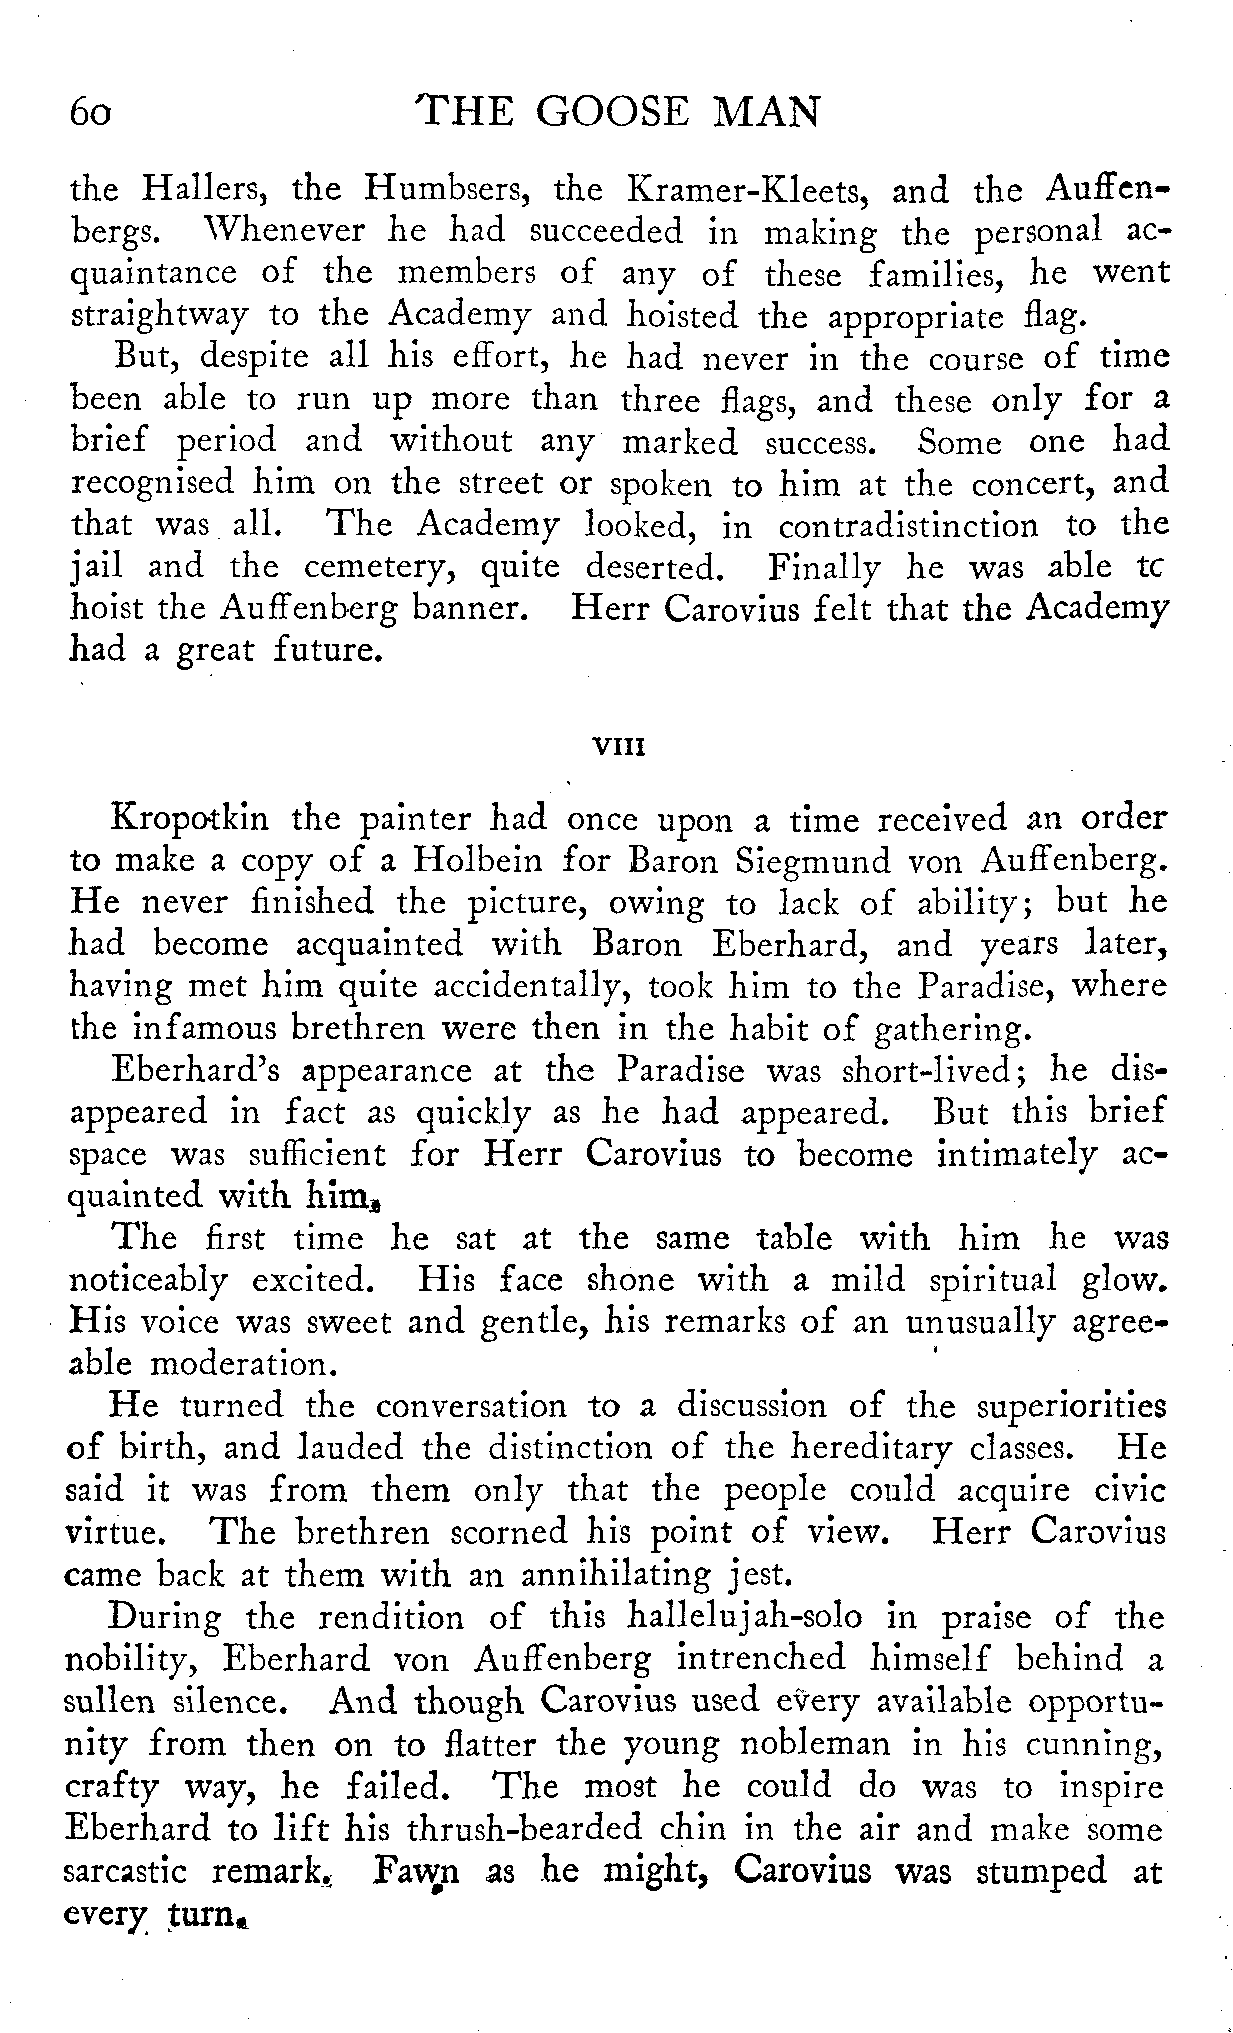 60 THE GOOSE MAN
the Hallers, the Humbsers, the Kramer-Kleets, and the Auffen-
bergs. Whenever he had succeeded in making the personal ac-
quaintance of the members of any of these families, he went
straightway to the Academy and hoisted the appropriate flag.
But, despite all his effort, he had never in the course of time
been able to run up more than three flags, and these only for a
brief period and without any marked success. Some one had
recognised him on the street or spoken to him at the concert, and
that was all. The Academy looked, in contradistinction to the
jail and the cemetery, quite deserted. Finally he was able to
hoist the Auffenberg banner. Herr Carovius felt that the Academy
had a great future.
VIII
Kropotkin the painter had once upon a time received an order
to make a copy of a Holbein for Baron Siegmund von Auffenberg.
He never finished the picture, owing to lack of ability; but he
had become acquainted with Baron Eberhard, and years later,
having met him quite accidentally, took him to the Paradise, where
the infamous brethren were then in the habit of gathering.
Eberhard's appearance at the Paradise was short-lived; he dis-
appeared in fact as quickly as he had appeared. But this brief
space was sufficient for Herr Carovius to become intimately ac-
quainted with him.
The first time he sat at the same table with him he was
noticeably excited. His face shone with a mild spiritual glow.
His voice was sweet and gentle, his remarks of an unusually agree-
able moderation.
He turned the conversation to a discussion of the superiorities
of birth, and lauded the distinction of the hereditary classes. He
said it was from them only that the people could acquire civic
virtue. The brethren scorned his point of view. Herr Carovius
came back at them with an annihilating jest.
During the rendition of this hallelujah-solo in praise of the
nobility, Eberhard von Auffenberg intrenched himself behind a
sullen silence. And though Carovius used every available opportu-
nity from then on to flatter the young nobleman in his cunning,
crafty way, he failed. The most he could do was to inspire
Eberhard to lift his thrush-bearded chin in the air and make some
sarcastic remark. Fawn as he might, Carovius was stumped at
every turn.